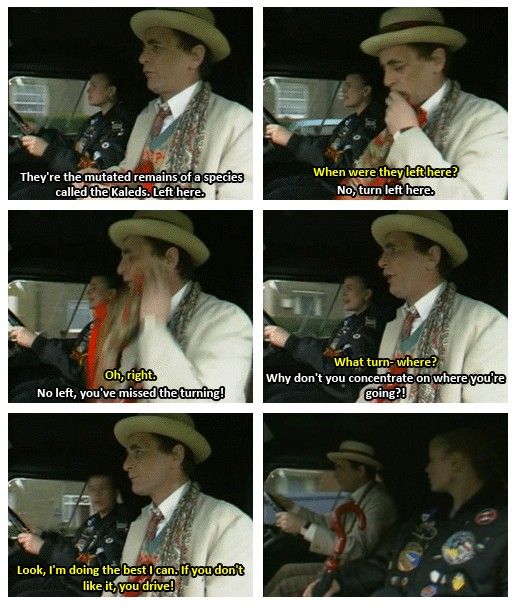 They're the mutated remains of a species
called the Kaleds. Left here.
When were they left here?
No, turn left here.
Oh, right.
No left, you've missed the turning!
What turn- where?
Why don't you concentrate on where you're
going?!
Look, I'm doing the best I can. If you don't
like it, you drive!